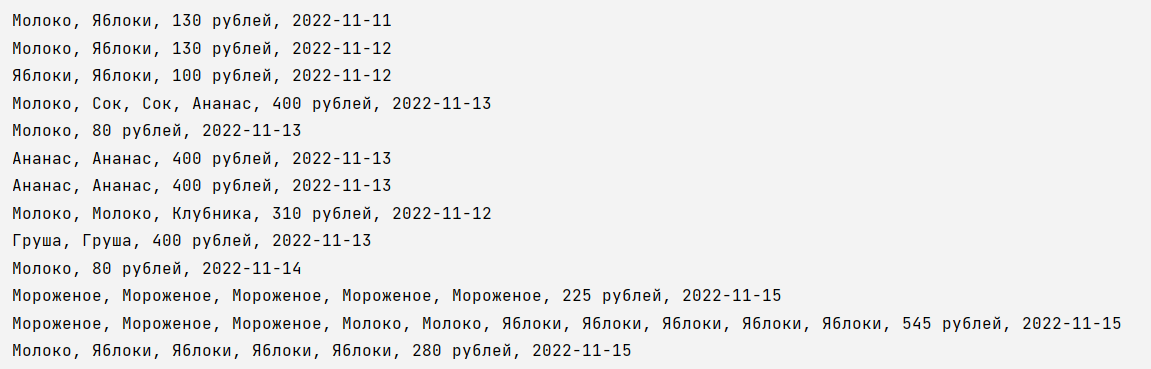 Молоко, Яблоки, 130 рублей, 2022-11-11
Молоко, Яблоки, 130 рублей, 2022-11-12
Яблоки, Яблоки, 100 рублей, 2022-11-12
Молоко, Сок, Сок, Ананас, 400 рублей, 2022-11-13
Молоко, 80 рублей, 2022-11-13
Ананас, Ананас, 400 рублей, 2022-11-13
Ананас, Ананас, 400 рублей, 2022-11-13
Молоко, Молоко, Клубника, 310 рублей, 2022-11-12
Груша, Груша, 400 рублей, 2022-11-13
Молоко, 80 рублей, 2022-11-14
Мороженое, Мороженое, Мороженое, Мороженое, Мороженое, 225 рублей, 2022-11-15
Мороженое, Мороженое, Мороженое, Молоко, Молоко, Яблоки, Яблоки, Яблоки, Яблоки, Яблоки, 545 рублей, 2022-11-15
Молоко, Яблоки, Яблоки, Яблоки, Яблоки, 280 рублей, 2022-11-15